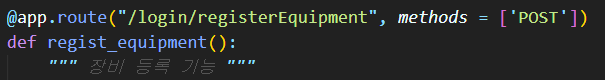 @app.route("/login/registerEquipment", methods = ['POST'])
def regist_equipment():
""" 장비 등록 기능 """